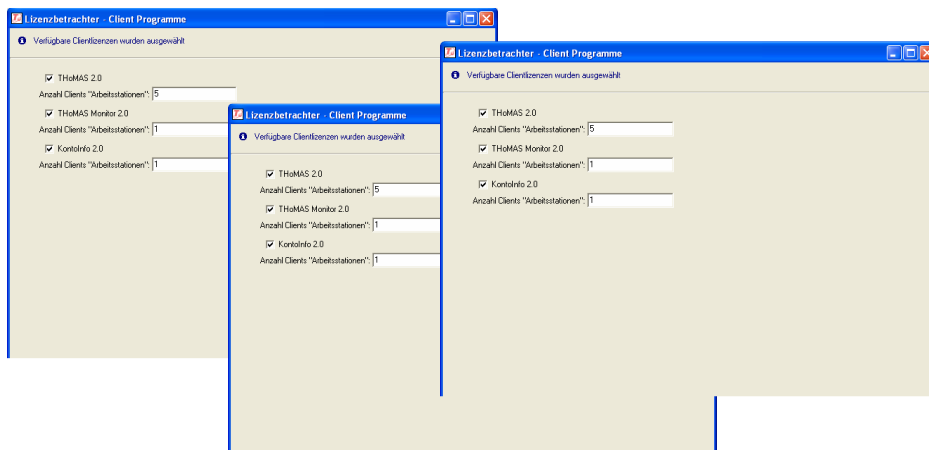 Lizenzbetrachter - Client Programme
Verfügbare Clientlizenzen wurden ausgewählt
THoMAS 2.0
Anzahl Clients "Arbeitsstationen": 5
THoMAS Monitor 2.0
Anzahl Clients "Arbeitsstationen": 1
KontoInfo 2.0
Anzahl Clients "Arbeitsstationen": 1
Lizenzbetrachter - Client Programme
Verfügbare Clientlizenzen wurden ausgewählt
THoMAS 2.0
Anzahl Clients "Arbeitsstationen": 5
THoMAS Monitor 2.0
Anzahl Clients "Arbeitsstationen": 1
KontoInfo 2.0
Anzahl Clients "Arbeitsstationen": 1
Lizenzbetrachter - Client Programme
Verfügbare Clientlizenzen wurden ausgewählt
THoMAS 2.0
Anzahl Clients "Arbeitsstationen": 5
THoMAS Monitor 2.0
Anzahl Clients "Arbeitsstationen": 1
KontoInfo 2.0
Anzahl Clients "Arbeitsstationen": 1